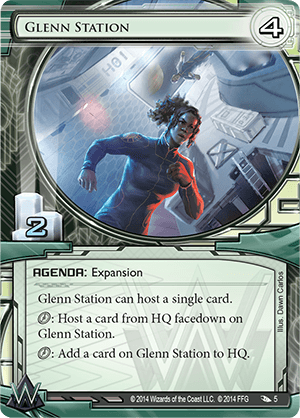 GLENN STATION
4
H01
2
AGENDA: Expansion
Glenn Station can host a single card.
: Host a card from HQ facedown on
Glenn Station.
: Add a card on Glenn Station to HQ.
Illus. Dawn Carlos
© 2014 Wizards of the Coast LLC. © 2014 FFG 5